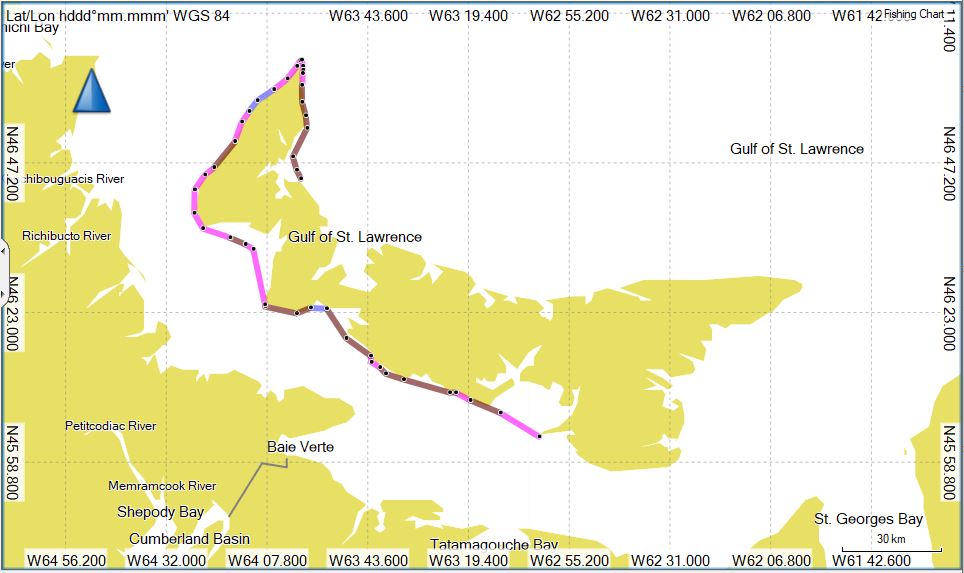 Lat/Lon hddd°mm.mmm' WGS 84
W63 43.600
W63 19.400
W62 55.200
W62 31.000
W62 06.800
W61 42
Fishing Chart
11.400
Bay
N46 47.200
N46 47.200
Gulf of St. Lawrence
hibouguacis River
Richibucto River
Gulf of St. Lawrence
N46 23.000
N46 23.000
Petitcodiac River
Baie Verte
N45 58.800
N45 58.800
Memramcook River
Shepody Bay
St. Georges Bay
Cumberland Basin
Tatamagouche Bay
30 km
W64 56.200
W64 32.000
W64 07.800
W63 43.600
W63 19.400
W62 55.200
W62 31.000
W62 06.800
W61 42.600